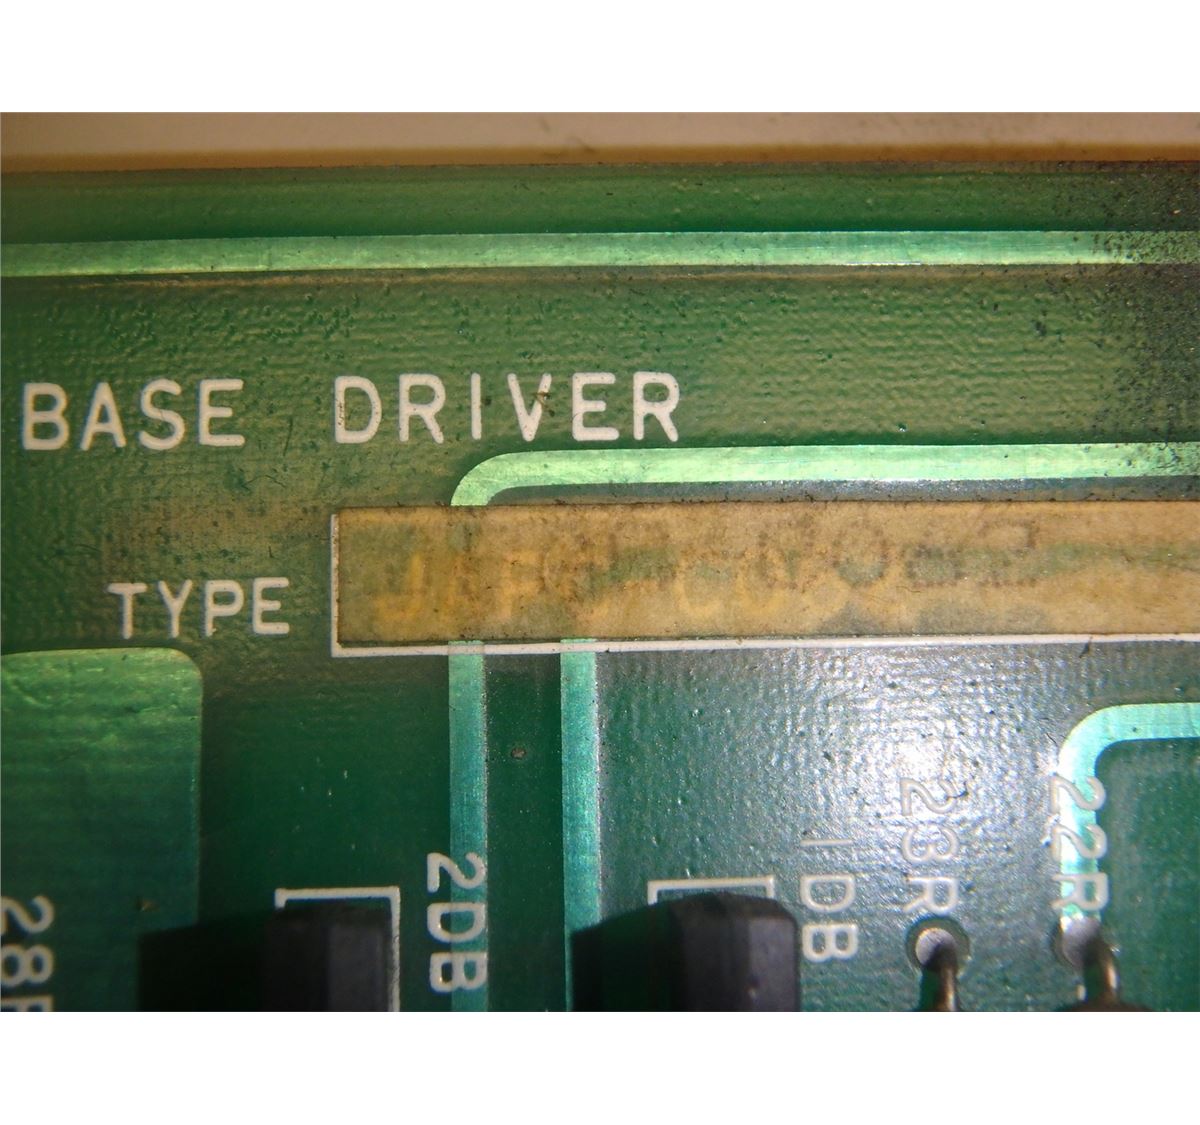 BASE DRIVER
TYPE
2DB
1DB
23R
22R